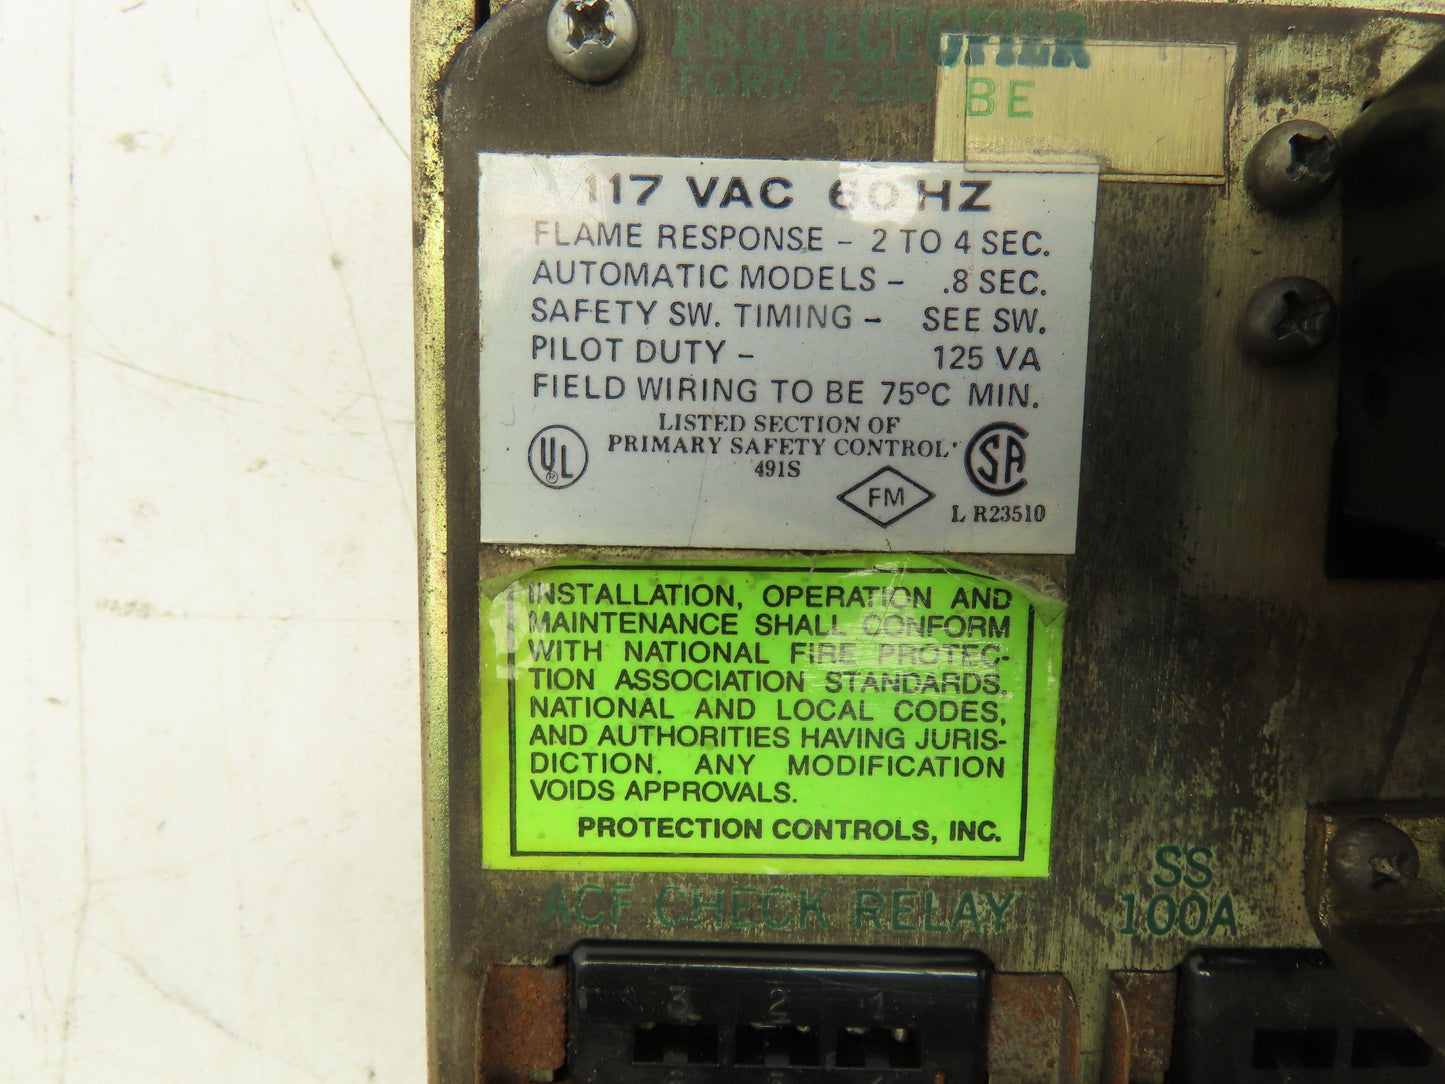 PROTECTOFIER
FORM 7256 BE
117 VAC 60 HZ
FLAME RESPONSE - 2 TO 4 SEC.
AUTOMATIC MODELS - .8 SEC.
SAFETY SW. TIMING - SEE SW.
PILOT DUTY - 125 VA
FIELD WIRING TO BE 75°C MIN.
LISTED SECTION OF
PRIMARY SAFETY CONTROL
491S
UL
®
FM
SA
L R23510
INSTALLATION, OPERATION AND
MAINTENANCE SHALL CONFORM
WITH NATIONAL FIRE PROTEC-
TION ASSOCIATION STANDARDS,
NATIONAL AND LOCAL CODES,
AND AUTHORITIES HAVING JURIS-
DICTION. ANY MODIFICATION
VOIDS APPROVALS.
PROTECTION CONTROLS, INC.
ACF CHECK RELAY
SS
100A
3 2 1